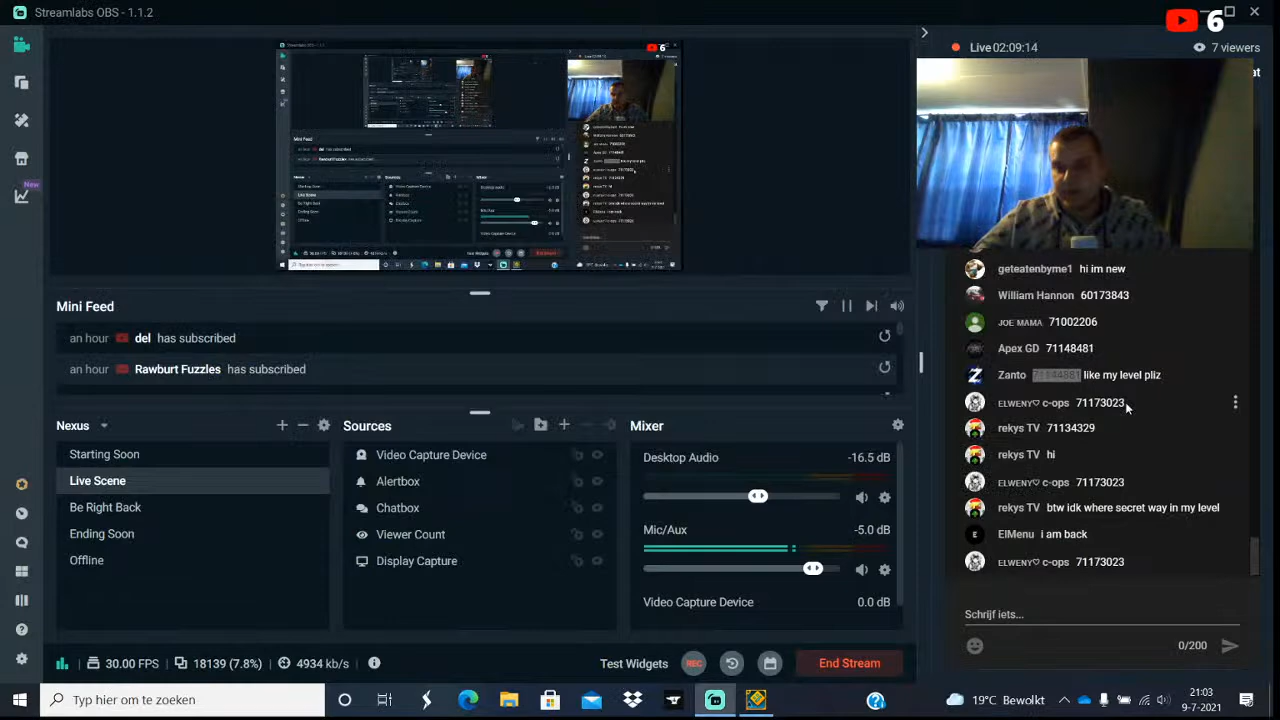 Streamlabs OBS - 1.1.2
6
Live 02:09:14
7 viewers
at
New
geteatenbyme1 hi im new
William Hannon 60173843
JOE MAMA 71002206
Apex GD 71148481
Zanto 71144881 like my level pliz
ELWENY♡ c-ops 71173023
rekys TV 71134329
rekys TV hi
ELWENY♡ c-ops 71173023
rekys TV btw idk where secret way in my level
ElMenu i am back
ELWENY♡ c-ops 71173023
Schrijf iets...
0/200
Mini Feed
an hour del has subscribed
an hour Rawburt Fuzzles has subscribed
Nexus
Starting Soon
Live Scene
Be Right Back
Ending Soon
Offline
Sources
Video Capture Device
Alertbox
Chatbox
Viewer Count
Display Capture
Mixer
Desktop Audio -16.5 dB
Mic/Aux -5.0 dB
Video Capture Device 0.0 dB
30.00 FPS 18139 (7.8%) 4934 kb/s
Test Widgets REC End Stream
Typ hier om te zoeken
19°C Bewolkt
21:03
9-7-2021